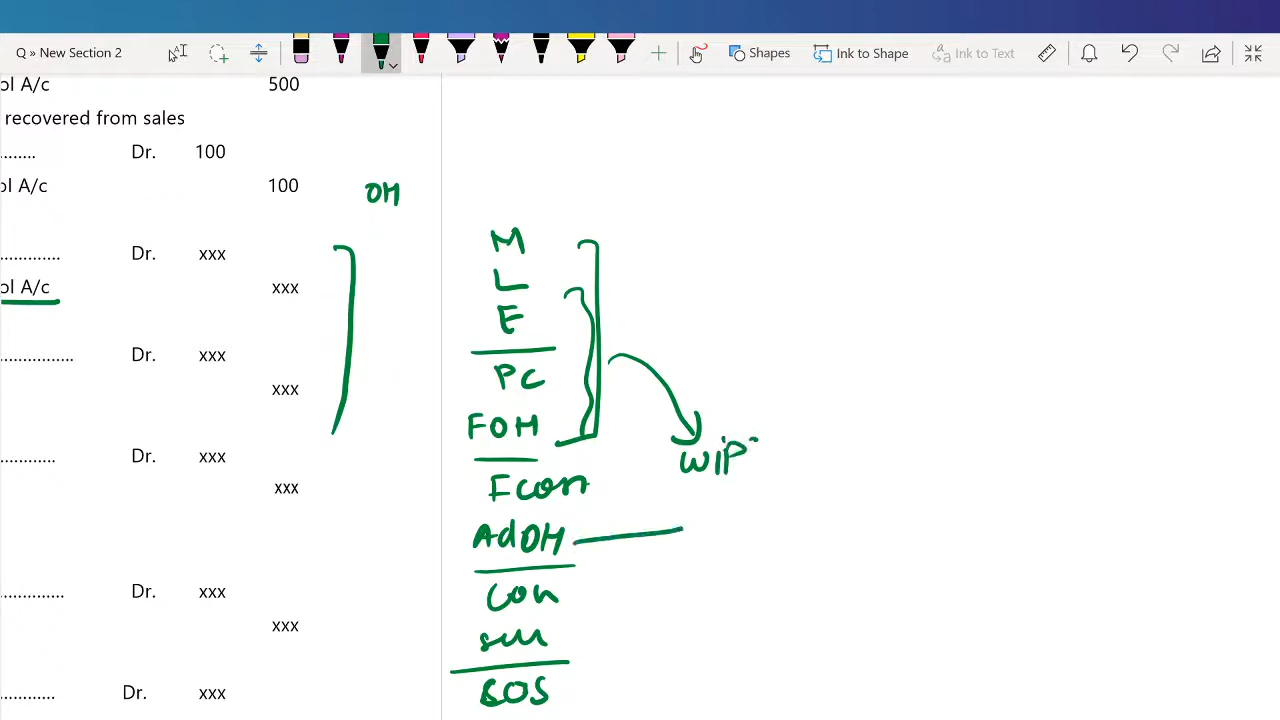 Q » New Section 2
Shapes
Ink to Shape
Ink to Text
ol A/c 500
recovered from sales
........ Dr. 100
ol A/c 100
OH
............. Dr. xxx
ol A/c xxx
................ Dr. xxx
xxx
............ Dr. xxx
xxx
.............. Dr. xxx
xxx
............ Dr. xxx
M
L
E
PC
FOH
WIP
AdOH
COS